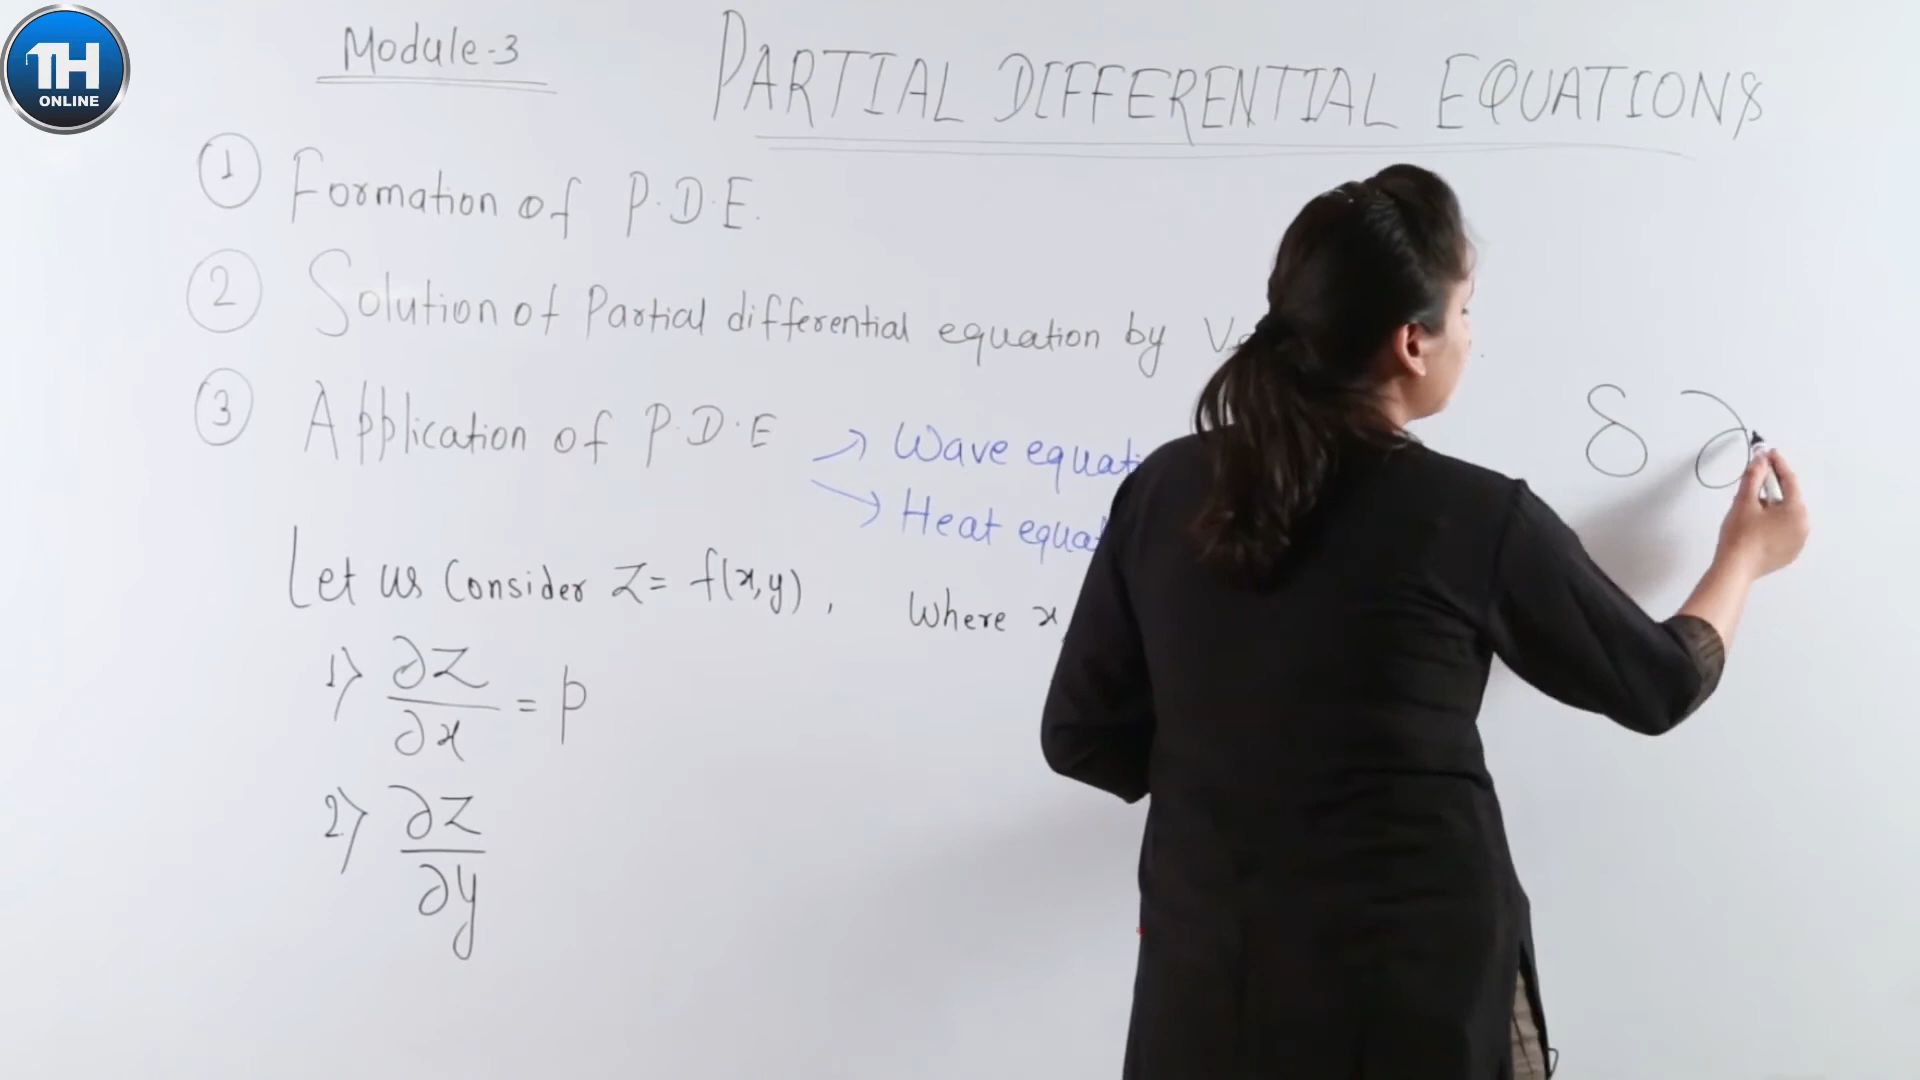 TH
ONLINE
Module-3
PARTIAL DIFFERENTIAL EQUATIONS
1 Formation of P.D.E.
2 Solution of Partial differential equation by
3 Application of P.D.E → Wave
→ Heat
Let us Consider Z = f(x,y), Where x
1) ∂Z/∂x = p
2) ∂Z/∂y
δ ∂